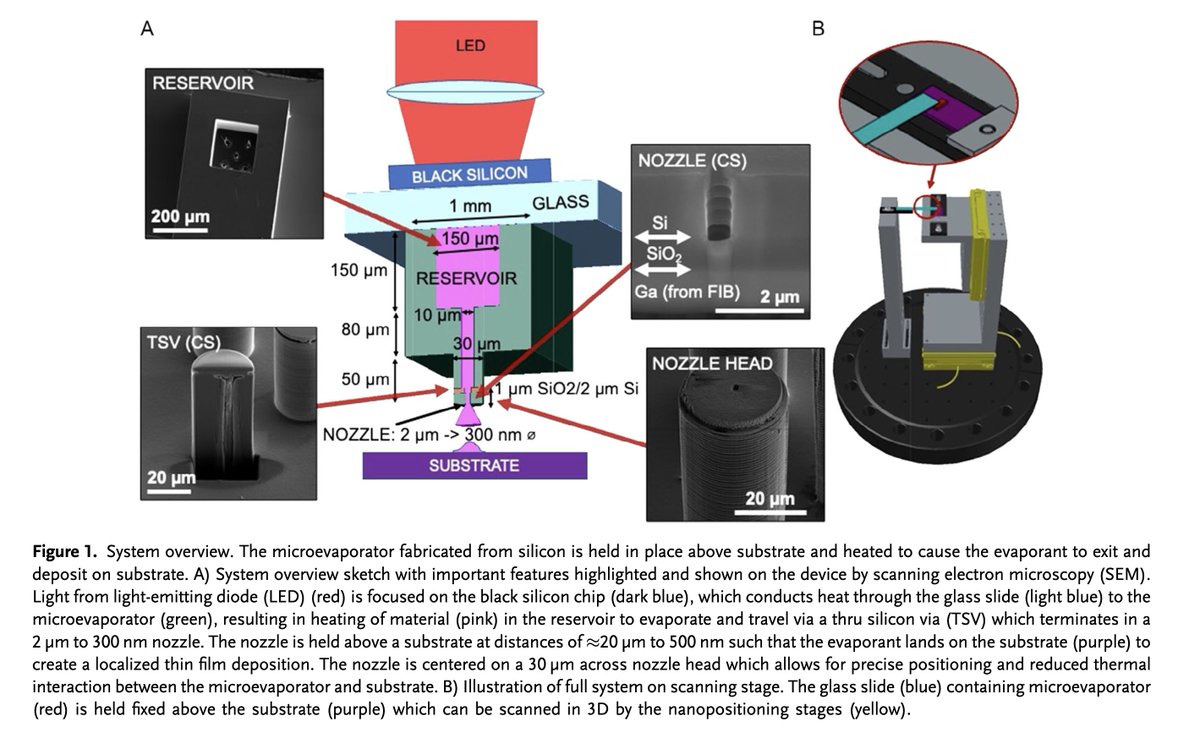 A
B
LED
RESERVOIR
200 µm
BLACK SILICON
GLASS
1 mm
150 µm
RESERVOIR
150 µm
10 µm
80 µm
30 µm
50 µm
1 µm SiO2/2 µm Si
NOZZLE: 2 µm -> 300 nm ⌀
SUBSTRATE
TSV (CS)
20 µm
NOZZLE (CS)
Si
SiO₂
Ga (from FIB)
2 µm
NOZZLE HEAD
20 µm
Figure 1. System overview. The microevaporator fabricated from silicon is held in place above substrate and heated to cause the evaporant to exit and
deposit on substrate. A) System overview sketch with important features highlighted and shown on the device by scanning electron microscopy (SEM).
Light from light-emitting diode (LED) (red) is focused on the black silicon chip (dark blue), which conducts heat through the glass slide (light blue) to the
microevaporator (green), resulting in heating of material (pink) in the reservoir to evaporate and travel via a thru silicon via (TSV) which terminates in a
2 µm to 300 nm nozzle. The nozzle is held above a substrate at distances of ≈20 µm to 500 nm such that the evaporant lands on the substrate (purple) to
create a localized thin film deposition. The nozzle is centered on a 30 µm across nozzle head which allows for precise positioning and reduced thermal
interaction between the microevaporator and substrate. B) Illustration of full system on scanning stage. The glass slide (blue) containing microevaporator
(red) is held fixed above the substrate (purple) which can be scanned in 3D by the nanopositioning stages (yellow).